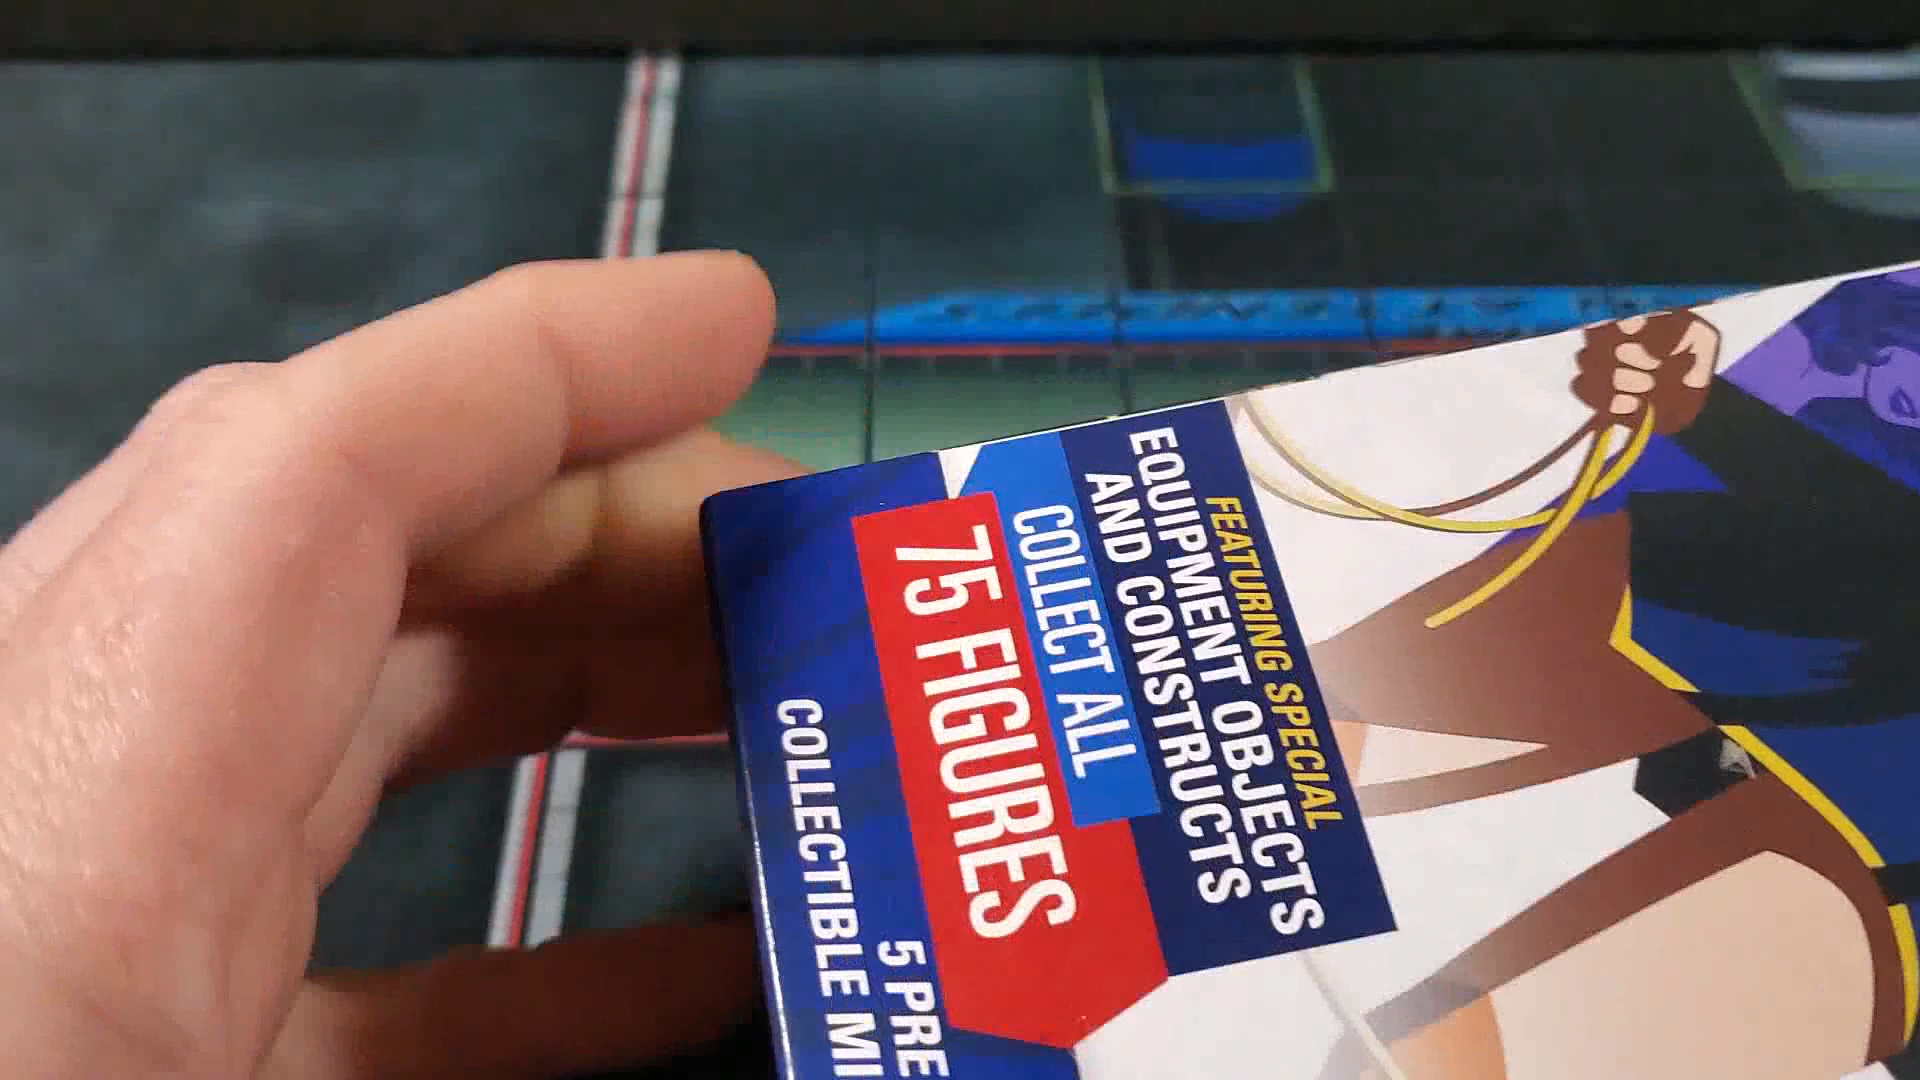 FEATURING SPECIAL
EQUIPMENT OBJECTS
AND CONSTRUCTS
COLLECT ALL
75 FIGURES
5 PRE
COLLECTIBLE MI